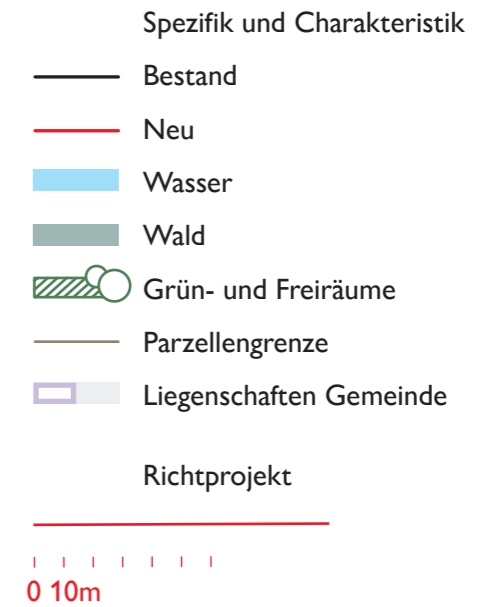 Spezifik und Charakteristik
Bestand
Neu
Wasser
Wald
Grün- und Freiräume
Parzellengrenze
Liegenschaften Gemeinde
Richtprojekt
0 10m